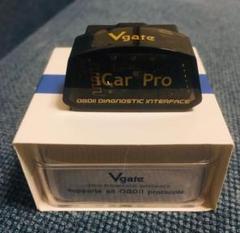 Vgate
iCar Pro
OBDII DIAGNOSTIC INTERFACE
Vgate
Supports all OBDII protocols